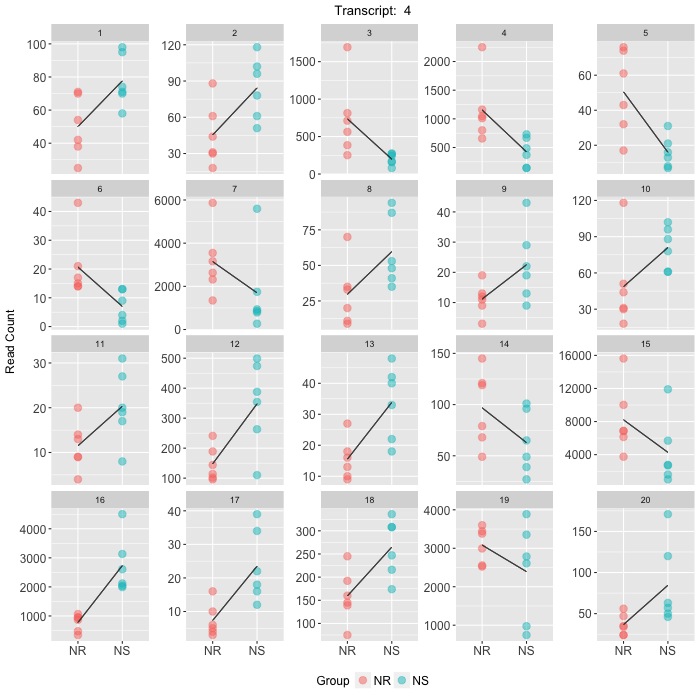 Transcript: 4
1 2 3 4 5
100 80 60 40
120 90 60 30
1500 1000 500 0
2000 1500 1000 500
60 40 20
6 7 8 9 10
40 30 20 10 0
6000 4000 2000 0
75 50 25
40 30 20 10
120 90 60 30
Read Count
11 12 13 14 15
30 20 10
500 400 300 200 100
40 30 20 10
150 100 50
16000 12000 8000 4000
16 17 18 19 20
4000 3000 2000 1000
40 30 20 10
300 250 200 150 100
4000 3000 2000 1000
150 100 50
NR NS NR NS NR NS NR NS NR NS
Group NR NS